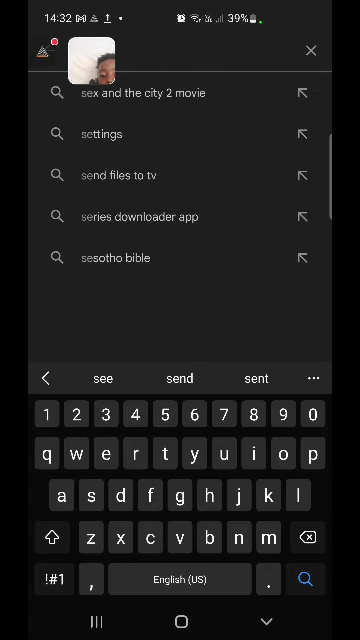 14:32 39%
sex and the city 2 movie
settings
send files to tv
series downloader app
sesotho bible
see send sent
1 2 3 4 5 6 7 8 9 0
q w e r t y u i o p
a s d f g h j k l
z x c v b n m
!#1 , English (US) .